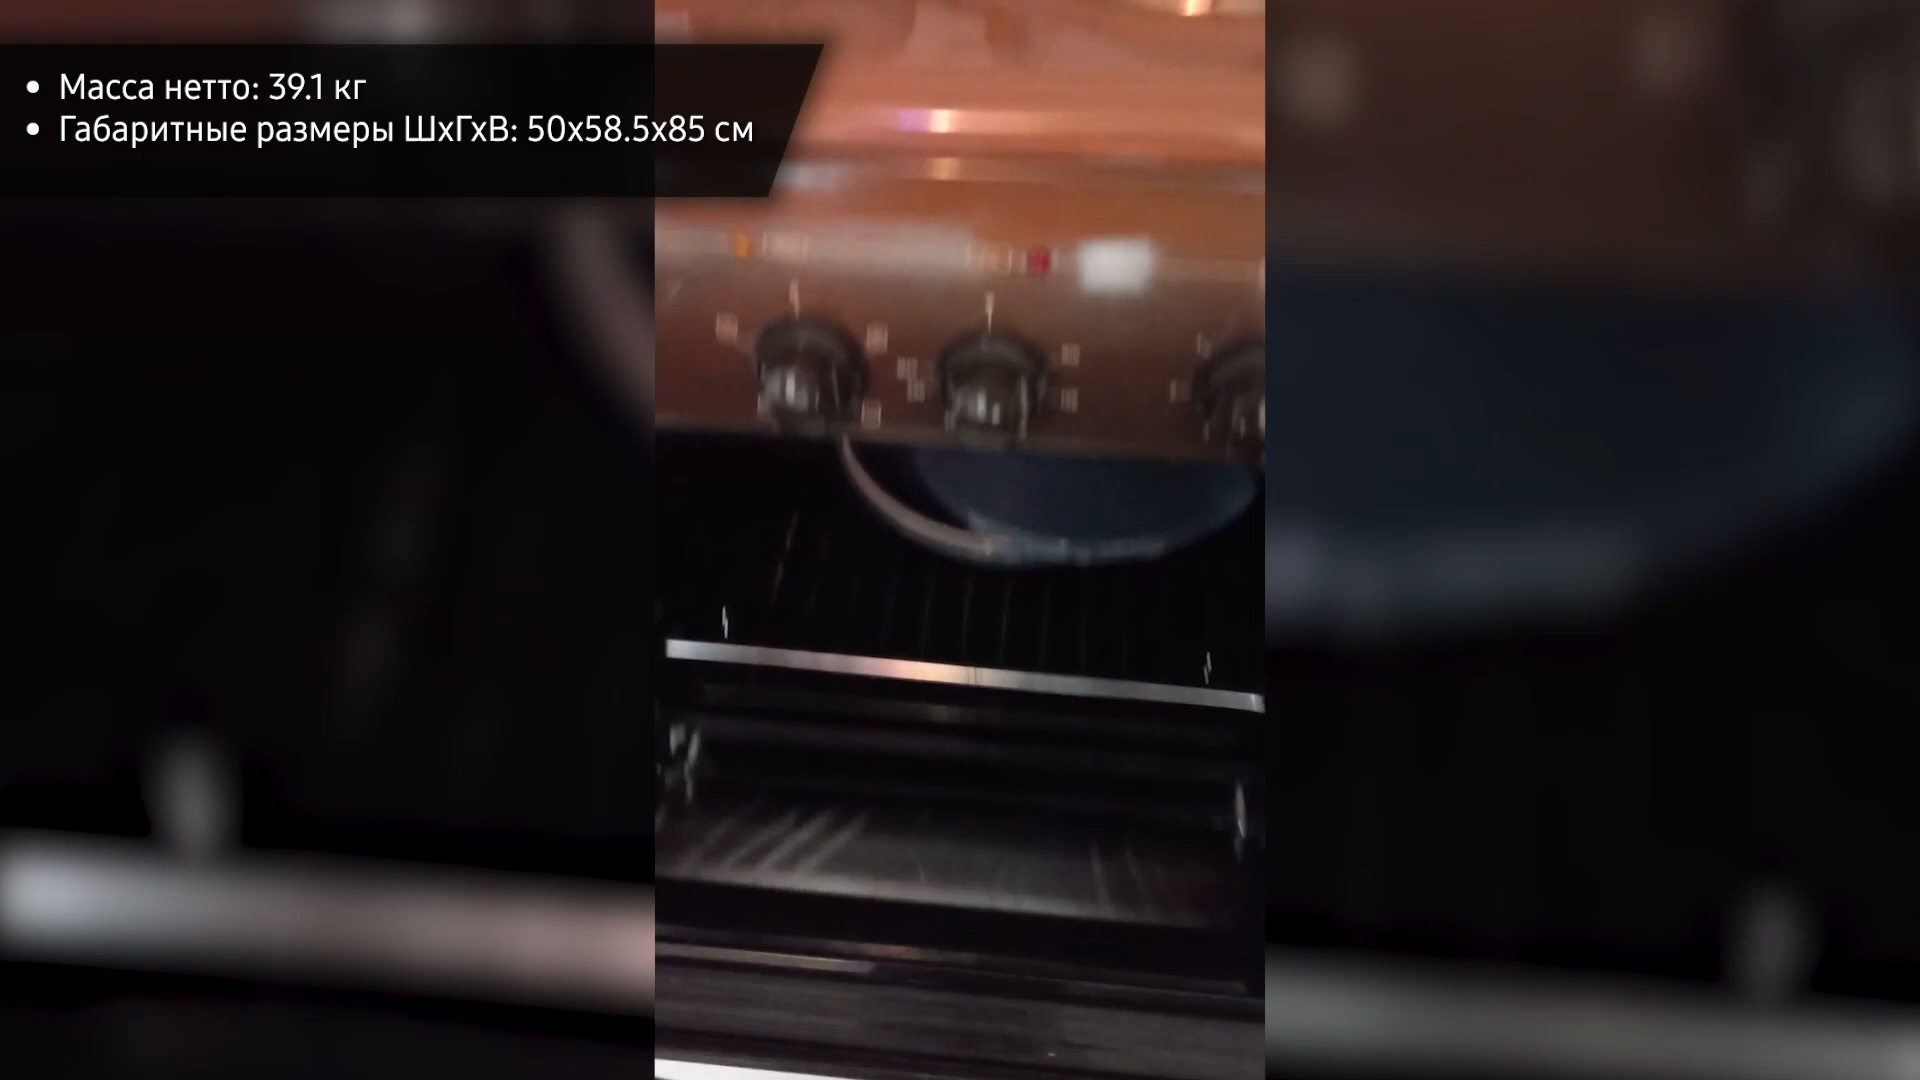 • Масса нетто: 39.1 кг
• Габаритные размеры ШхГхВ: 50x58.5x85 см